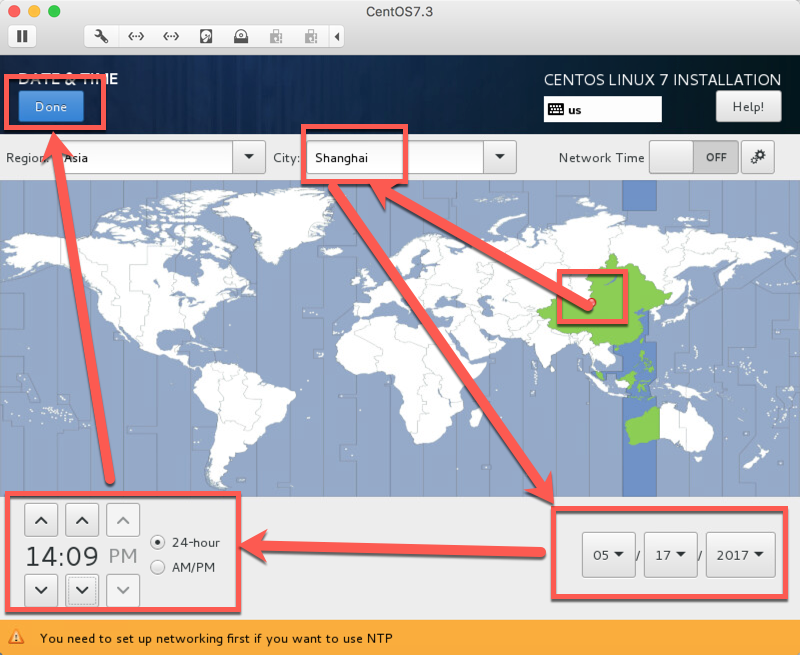 CentOS7.3
DATE & TIME
CENTOS LINUX 7 INSTALLATION
Done
us
Help!
Region: Asia
City: Shanghai
Network Time OFF
14:09 PM
24-hour
AM/PM
05 / 17 / 2017
You need to set up networking first if you want to use NTP